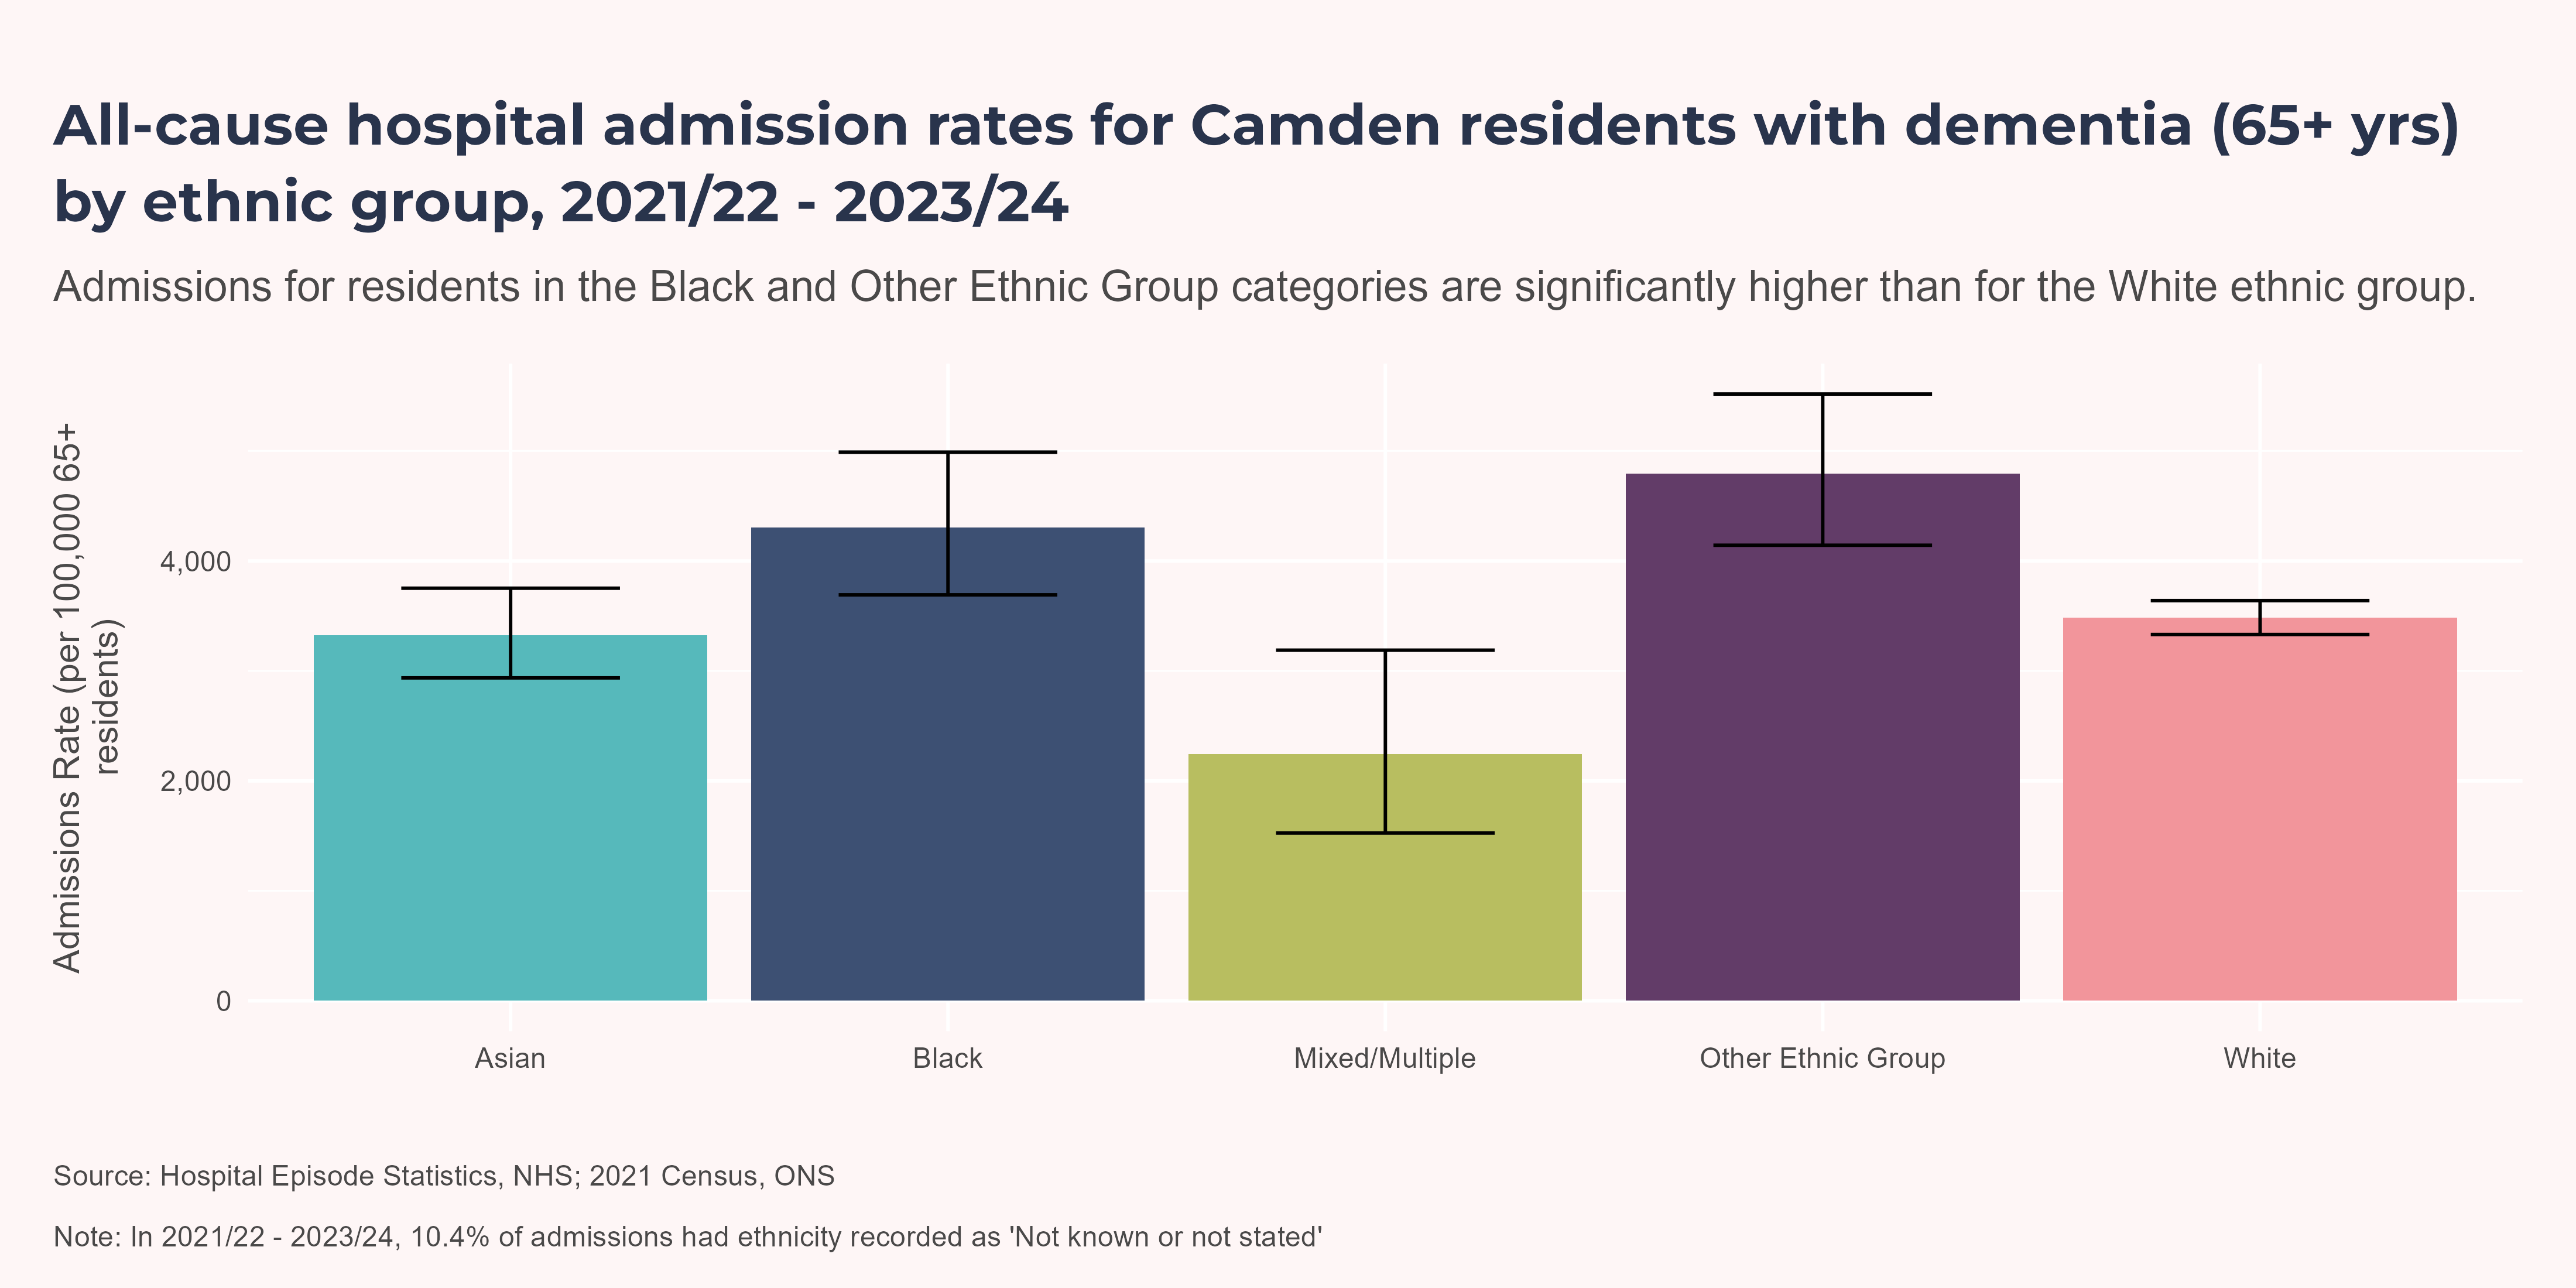 All-cause hospital admission rates for Camden residents with dementia (65+ yrs)
by ethnic group, 2021/22 - 2023/24
Admissions for residents in the Black and Other Ethnic Group categories are significantly higher than for the White ethnic group.
Admissions Rate (per 100,000 65+
residents)
4,000
2,000
0
Asian
Black
Mixed/Multiple
Other Ethnic Group
White
Source: Hospital Episode Statistics, NHS; 2021 Census, ONS
Note: In 2021/22 - 2023/24, 10.4% of admissions had ethnicity recorded as 'Not known or not stated'